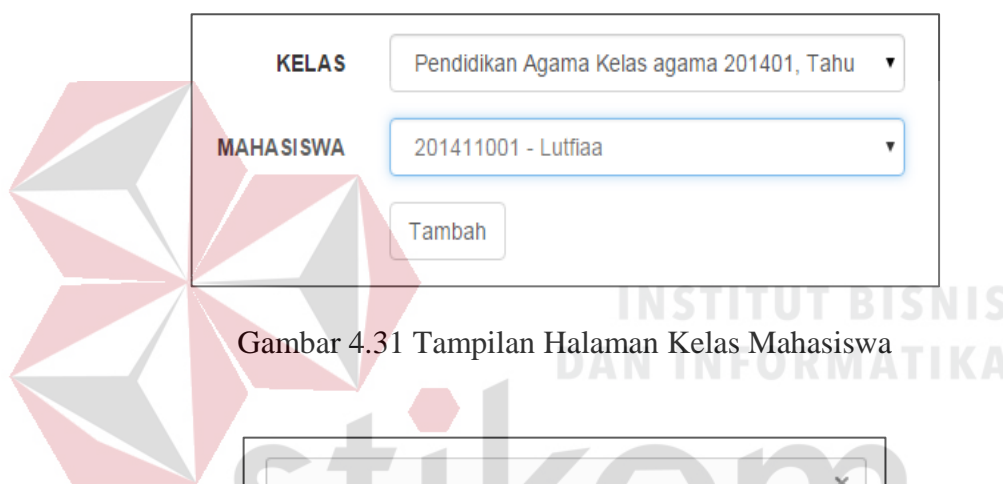 KELAS Pendidikan Agama Kelas agama 201401, Tahu
MAHASISWA 201411001 - Lutfiaa
Tambah
INSTITUT BISNIS
Gambar 4.31 Tampilan Halaman Kelas Mahasiswa
DAN INFORMATIKA
stikom
×